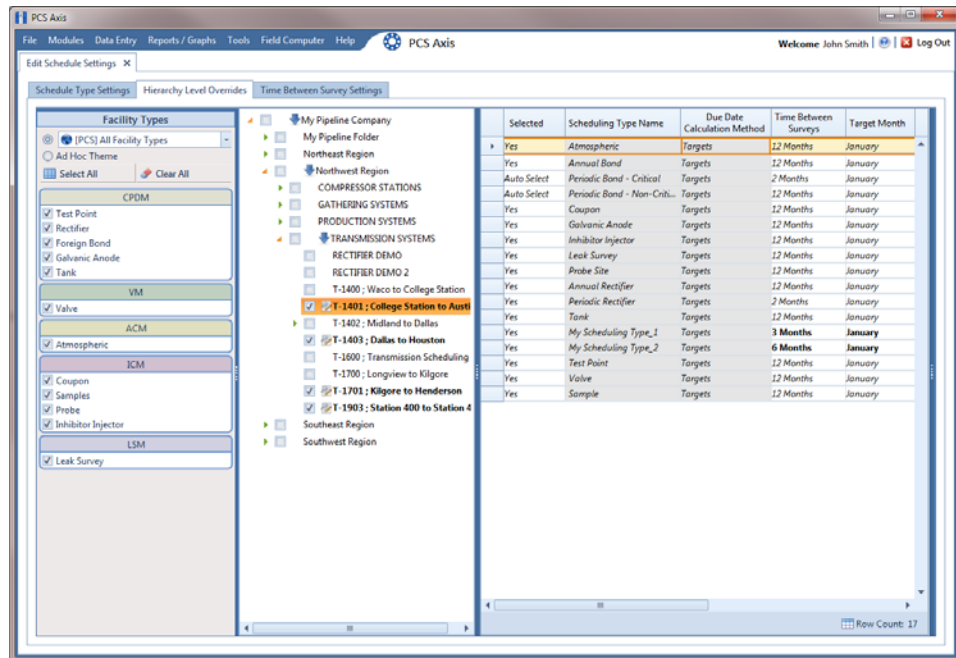 PCS Axis
File Modules Data Entry Reports / Graphs Tools Field Computer Help PCS Axis Welcome John Smith Log Out
Edit Schedule Settings X
Schedule Type Settings Hierarchy Level Overrides Time Between Survey Settings
Facility Types
[PCS] All Facility Types
Ad Hoc Theme
Select All Clear All
CPDM
Test Point
Rectifier
Foreign Bond
Galvanic Anode
Tank
VM
Valve
ACM
Atmospheric
ICM
Coupon
Samples
Probe
Inhibitor Injector
LSM
Leak Survey
My Pipeline Company
My Pipeline Folder
Northeast Region
Northwest Region
COMPRESSOR STATIONS
GATHERING SYSTEMS
PRODUCTION SYSTEMS
TRANSMISSION SYSTEMS
RECTIFIER DEMO
RECTIFIER DEMO 2
T-1400 ; Waco to College Station
T-1401 ; College Station to Austi
T-1402 ; Midland to Dallas
T-1403 ; Dallas to Houston
T-1600 ; Transmission Scheduling
T-1700 ; Longview to Kilgore
T-1701 ; Kilgore to Henderson
T-1903 ; Station 400 to Station 4
Southeast Region
Southwest Region
Selected Scheduling Type Name Due Date Calculation Method Time Between Surveys Target Month
Yes Atmospheric Targets 12 Months January
Yes Annual Bond Targets 12 Months January
Auto Select Periodic Bond - Critical Targets 2 Months January
Auto Select Periodic Bond - Non-Criti... Targets 12 Months January
Yes Coupon Targets 12 Months January
Yes Galvanic Anode Targets 12 Months January
Yes Inhibitor Injector Targets 12 Months January
Yes Leak Survey Targets 12 Months January
Yes Probe Site Targets 12 Months January
Yes Annual Rectifier Targets 12 Months January
Yes Periodic Rectifier Targets 2 Months January
Yes Tank Targets 12 Months January
Yes My Scheduling Type_1 Targets 3 Months January
Yes My Scheduling Type_2 Targets 6 Months January
Yes Test Point Targets 12 Months January
Yes Valve Targets 12 Months January
Yes Sample Targets 12 Months January
Row Count: 17